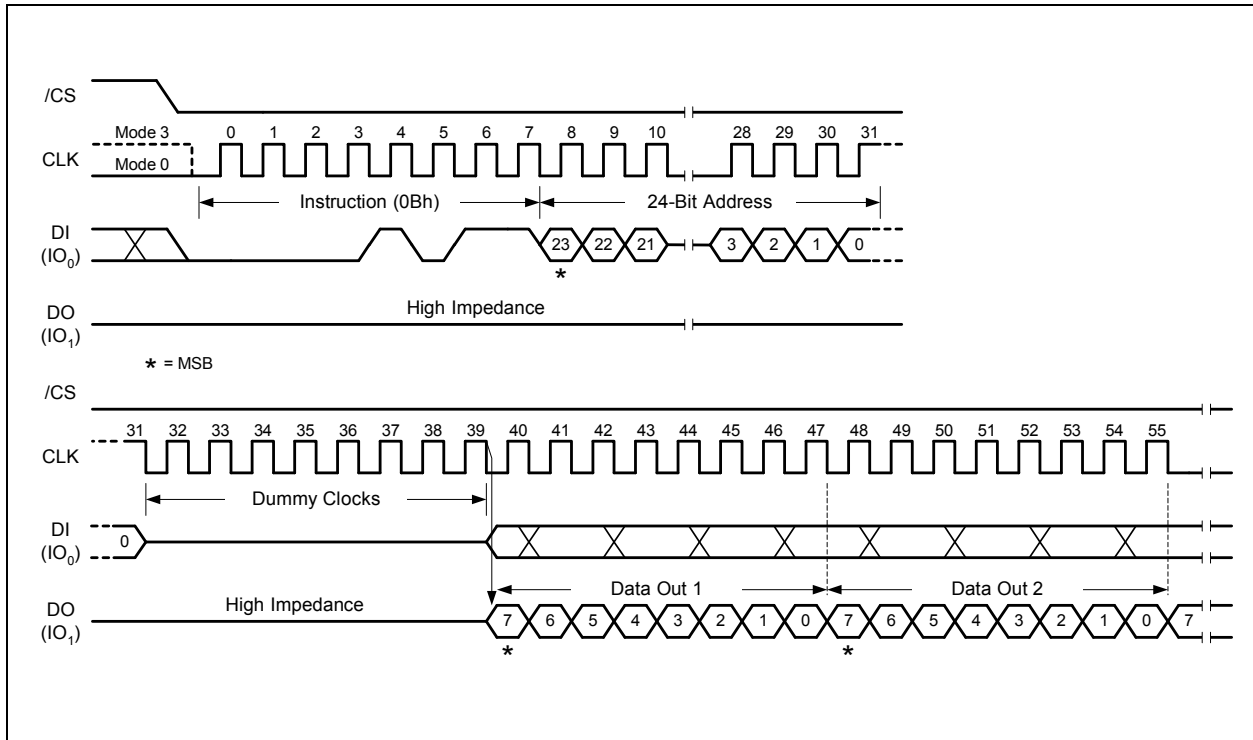 /CS
Mode 3 0 1 2 3 4 5 6 7 8 9 10 28 29 30 31
CLK
Mode 0
Instruction (0Bh) 24-Bit Address
DI
(IO0)
23 22 21 3 2 1 0
*
DO
(IO1)
High Impedance
* = MSB
/CS
31 32 33 34 35 36 37 38 39 40 41 42 43 44 45 46 47 48 49 50 51 52 53 54 55
CLK
Dummy Clocks
DI
(IO0)
0
Data Out 1 Data Out 2
DO
(IO1)
High Impedance
7 6 5 4 3 2 1 0 7 6 5 4 3 2 1 0 7
* *